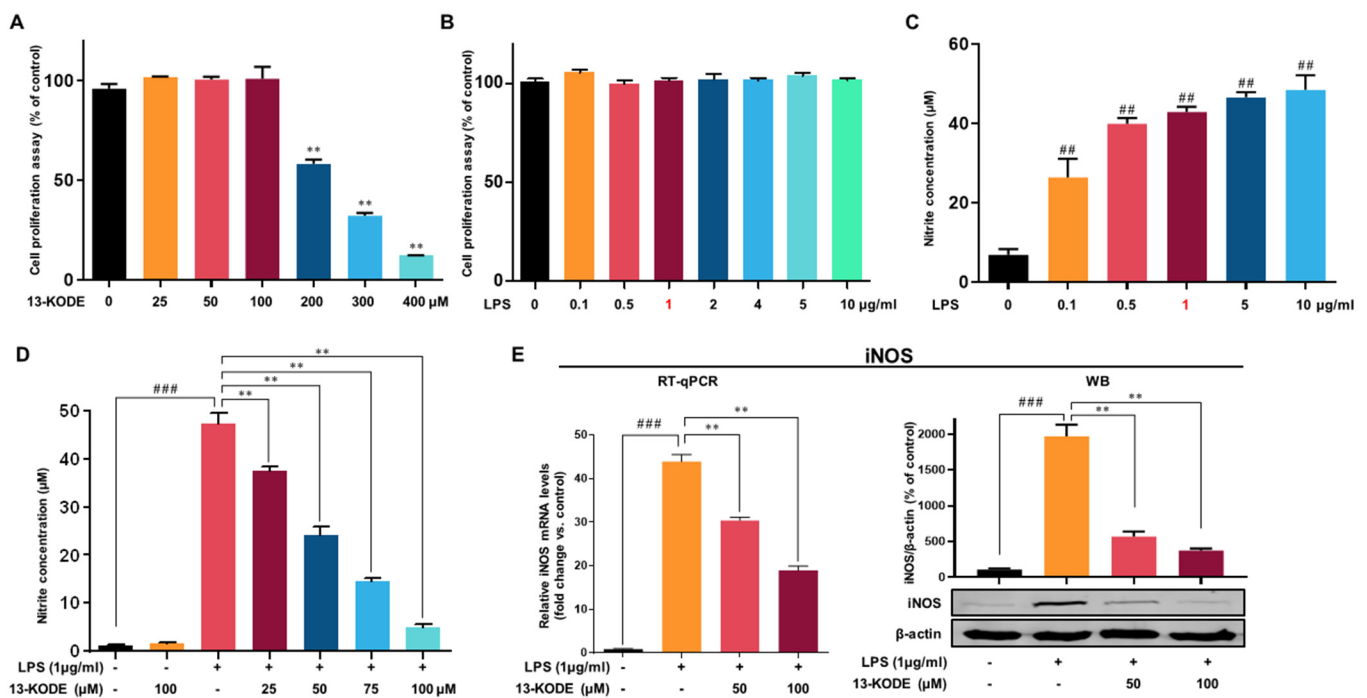 A
Cell proliferation assay (% of control)
100
50
0
** ** **
13-KODE 0 25 50 100 200 300 400 µM
B
Cell proliferation assay (% of control)
100
50
0
LPS 0 0.1 0.5 1 2 4 5 10 µg/ml
C
Nitrite concentration (µM)
60
40
20
0
## ## ## ## ##
LPS 0 0.1 0.5 1 5 10 µg/ml
D
Nitrite concentration (µM)
50
40
30
20
10
0
###
**
**
**
**
LPS (1µg/ml) - - + + + + +
13-KODE (µM) - 100 - 25 50 75 100 µM
E
iNOS
RT-qPCR
Relative iNOS mRNA levels
(fold change vs. control)
50
40
30
20
10
0
###
**
**
LPS (1µg/ml) - + + +
13-KODE (µM) - - 50 100
WB
iNOS/β-actin (% of control)
2000
1500
1000
500
0
###
**
**
iNOS
β-actin
LPS (1µg/ml) - + + +
13-KODE (µM) - - 50 100